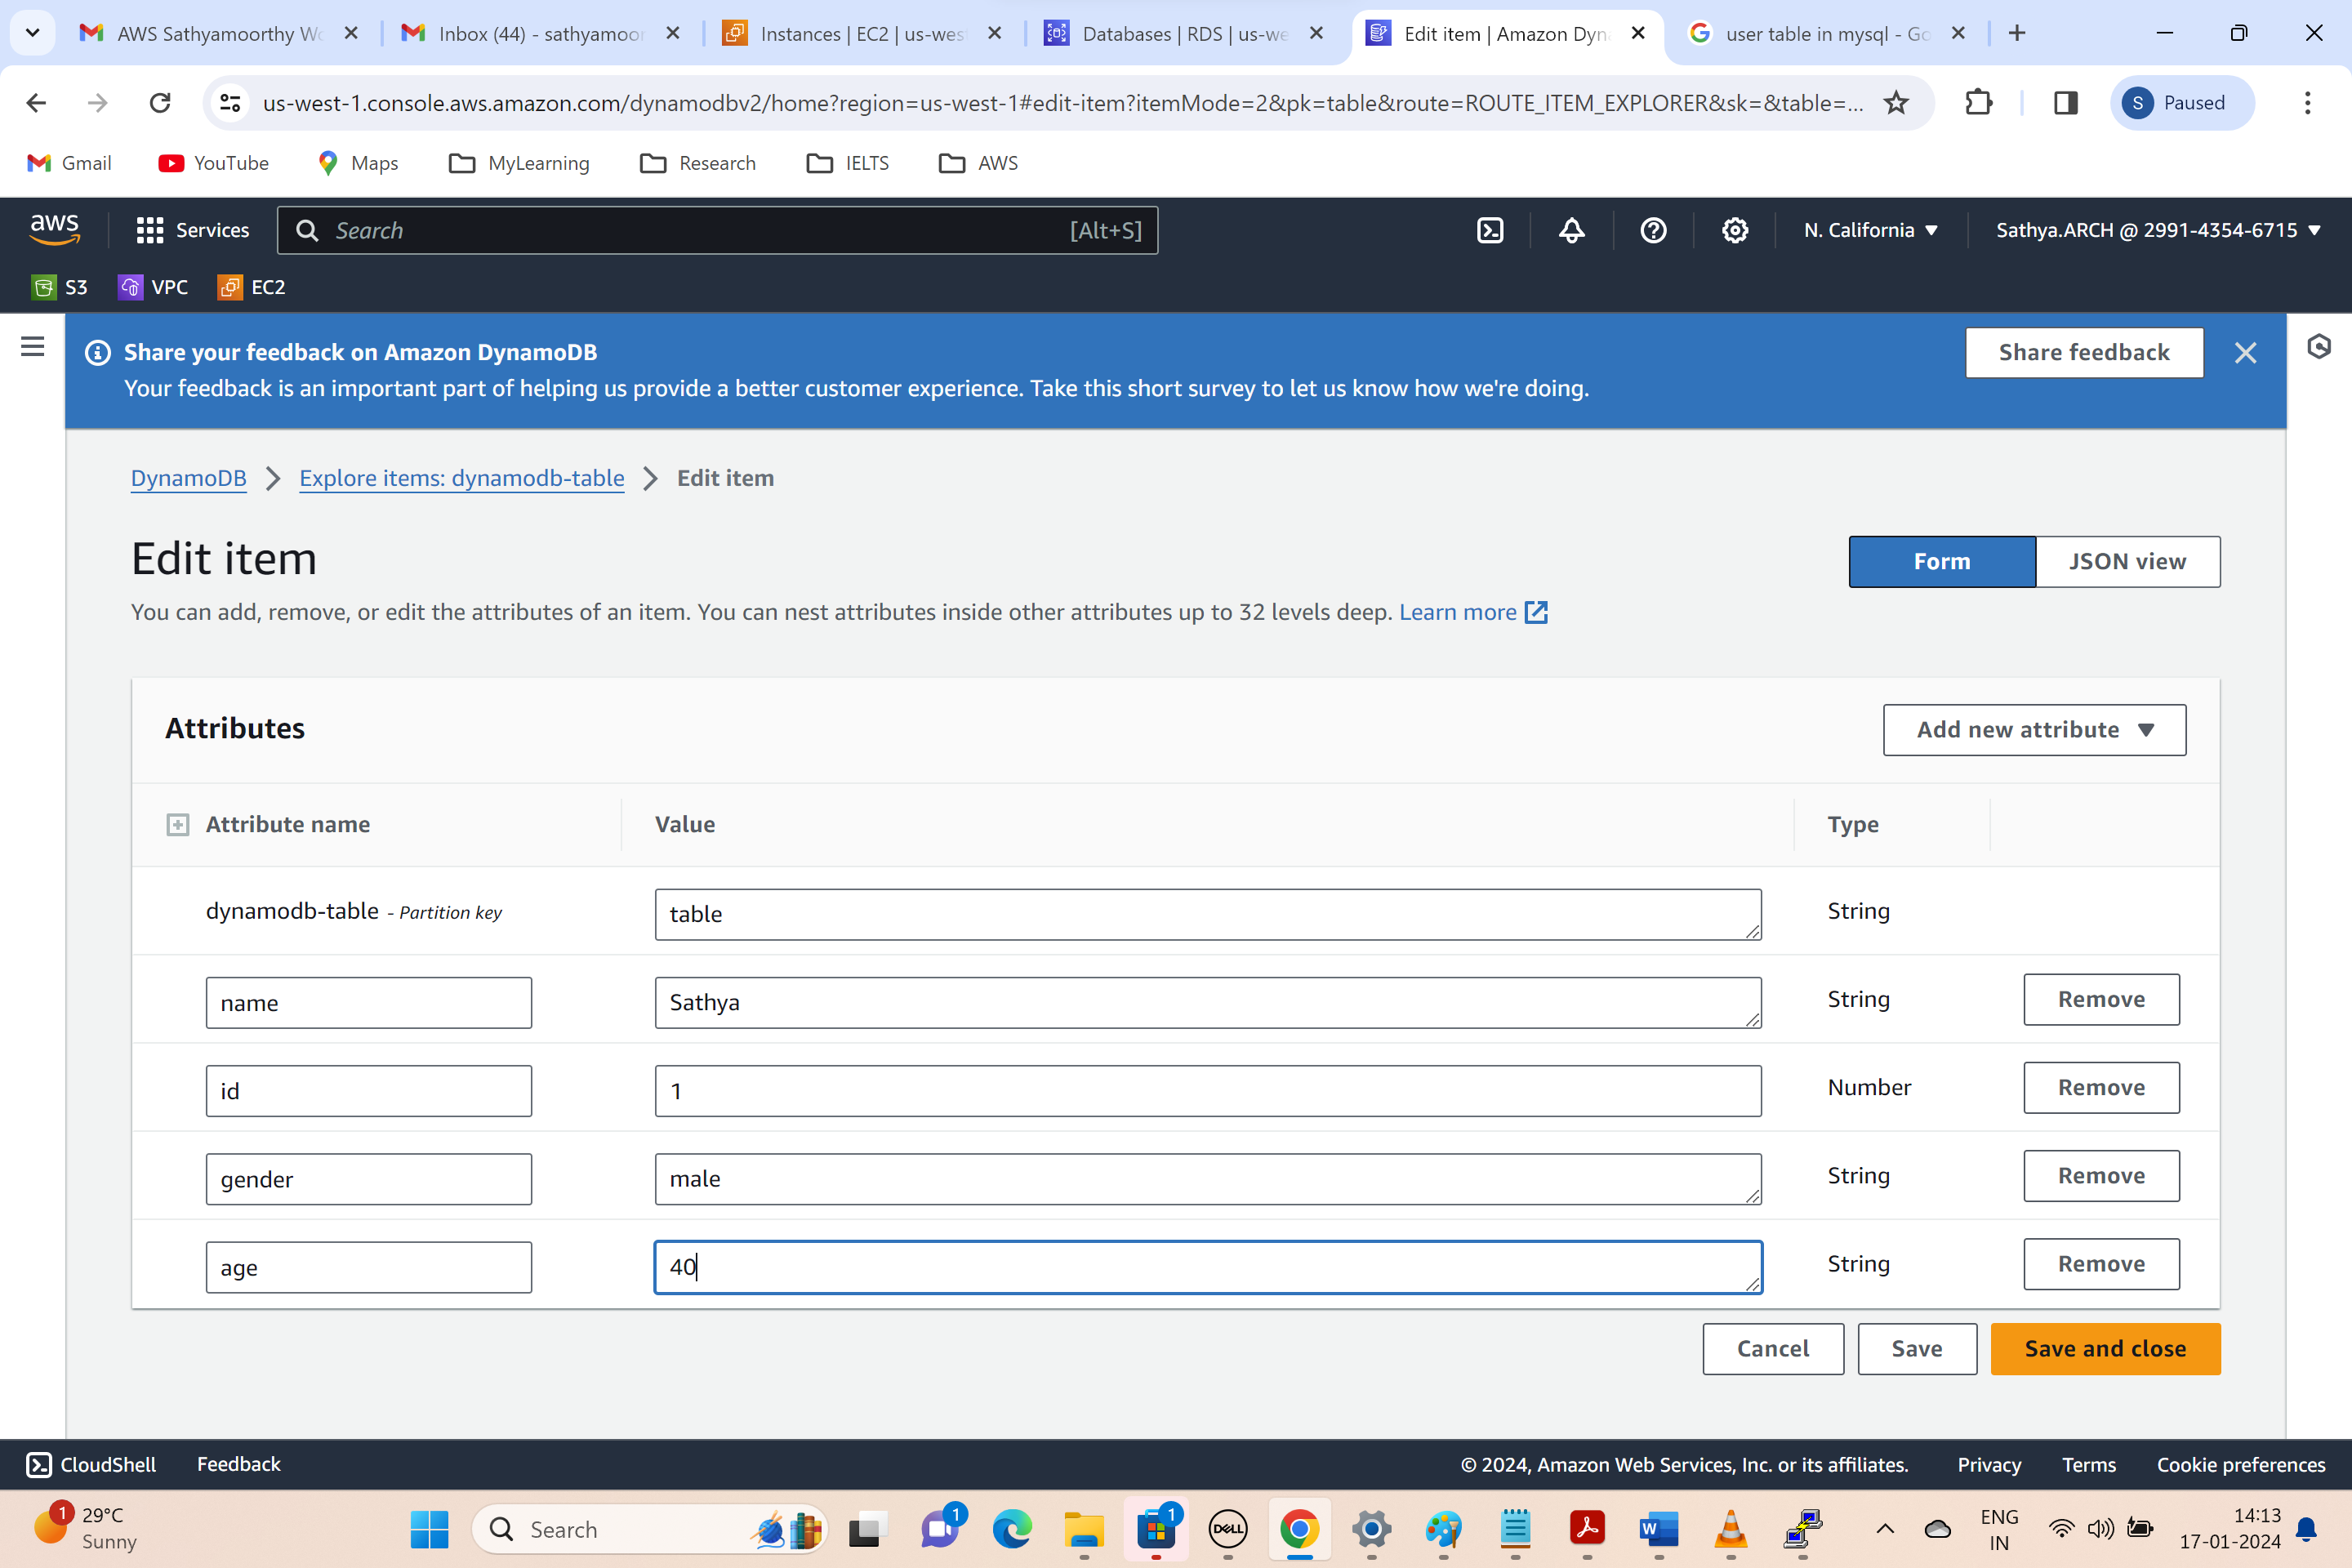 AWS Sathyamoorthy Wo
Inbox (44) - sathyamoor
Instances | EC2 | us-wes
Databases | RDS | us-we
Edit item | Amazon Dyn
user table in mysql - Go
us-west-1.console.aws.amazon.com/dynamodbv2/home?region=us-west-1#edit-item?itemMode=2&pk=table&route=ROUTE_ITEM_EXPLORER&sk=&table=...
S Paused
Gmail YouTube Maps MyLearning Research IELTS AWS
aws Services Search [Alt+S] N. California Sathya.ARCH @ 2991-4354-6715
S3 VPC EC2
Share your feedback on Amazon DynamoDB
Share feedback
Your feedback is an important part of helping us provide a better customer experience. Take this short survey to let us know how we're doing.
DynamoDB Explore items: dynamodb-table Edit item
Edit item
Form JSON view
You can add, remove, or edit the attributes of an item. You can nest attributes inside other attributes up to 32 levels deep. Learn more
Attributes
Add new attribute
Attribute name Value Type
dynamodb-table - Partition key table String
name Sathya String Remove
id 1 Number Remove
gender male String Remove
age 40 String Remove
Cancel Save Save and close
CloudShell Feedback © 2024, Amazon Web Services, Inc. or its affiliates. Privacy Terms Cookie preferences
1 29°C
Sunny
Search
1
1
DELL
W
ENG
IN
14:13
17-01-2024